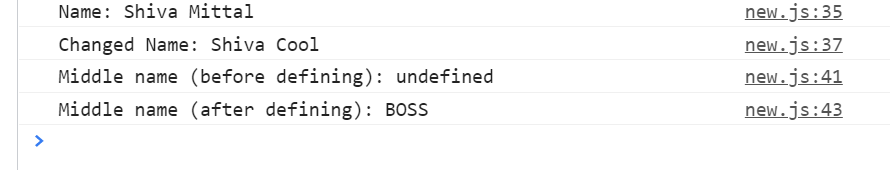 Name: Shiva Mittal new.js:35
Changed Name: Shiva Cool new.js:37
Middle name (before defining): undefined new.js:41
Middle name (after defining): BOSS new.js:43
>